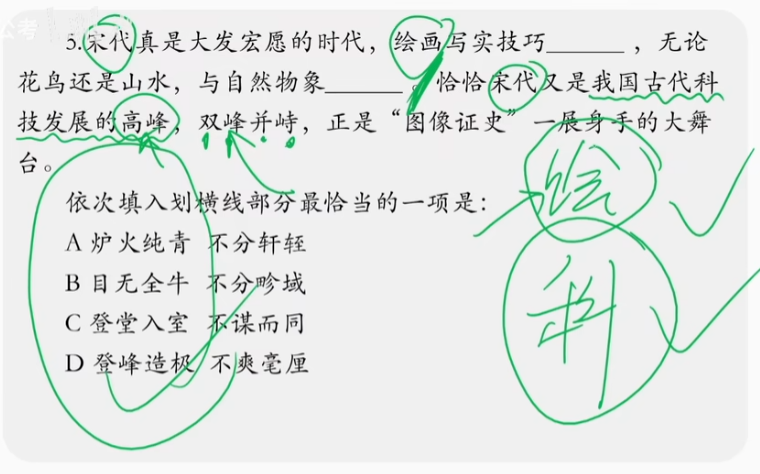 公考
5.宋代真是大发宏愿的时代，绘画写实技巧______，无论
花鸟还是山水，与自然物象______。恰恰宋代又是我国古代科
技发展的高峰，双峰并峙，正是“图像证史”一展身手的大舞
台。
依次填入划横线部分最恰当的一项是：
A 炉火纯青 不分轩轾
B 目无全牛 不分畛域
C 登堂入室 不谋而同
D 登峰造极 不爽毫厘
绘
科